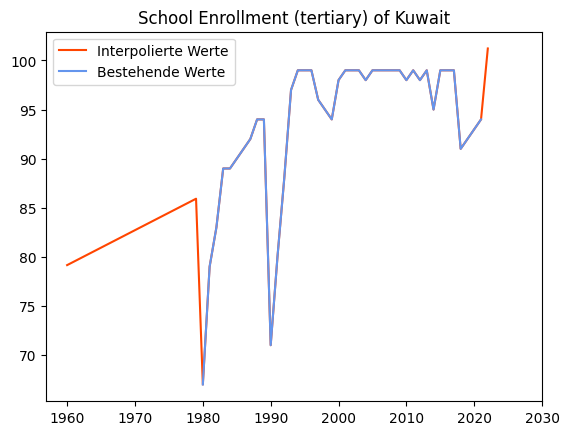 School Enrollment (tertiary) of Kuwait
Interpolierte Werte
Bestehende Werte
100
95
90
85
80
75
70
1960 1970 1980 1990 2000 2010 2020 2030